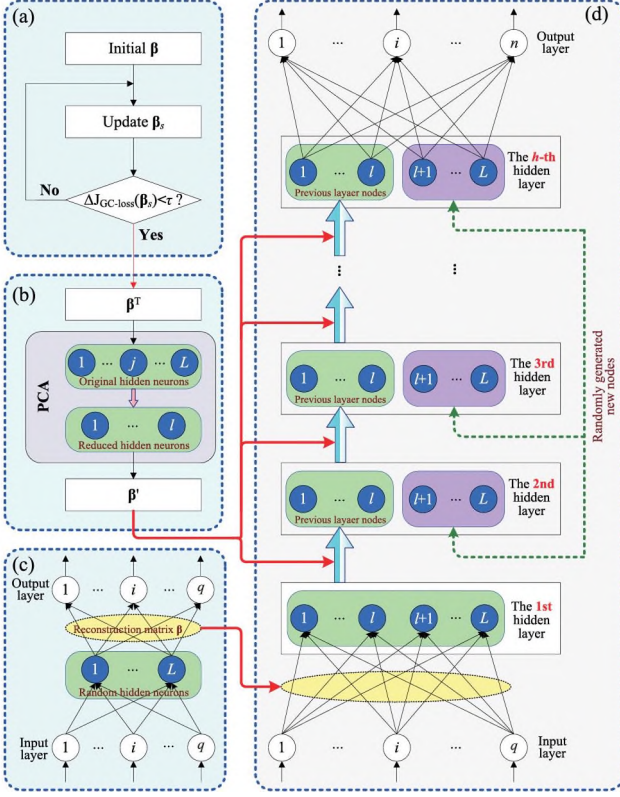 (a)
Initial β
Update βs
ΔJGC-loss(βs)<τ ?
No
Yes
(b)
βT
PCA
1 ... j ... L
Original hidden neurons
1 ... l
Reduced hidden neurons
β'
(c)
Output layer
1 ... i ... q
Reconstruction matrix β
1 ... L
Random hidden neurons
Input layer
1 ... i ... q
(d)
1 ... i ... n
Output layer
1 ... l
Previous layaer nodes
l+1 ... L
The h-th hidden layer
...
...
1 ... l
Previous layaer nodes
l+1 ... L
The 3rd hidden layer
Randomly generated new nodes
1 ... l
Previous layaer nodes
l+1 ... L
The 2nd hidden layer
1 ... l l+1 ... L
The 1st hidden layer
1 ... i ... q
Input layer